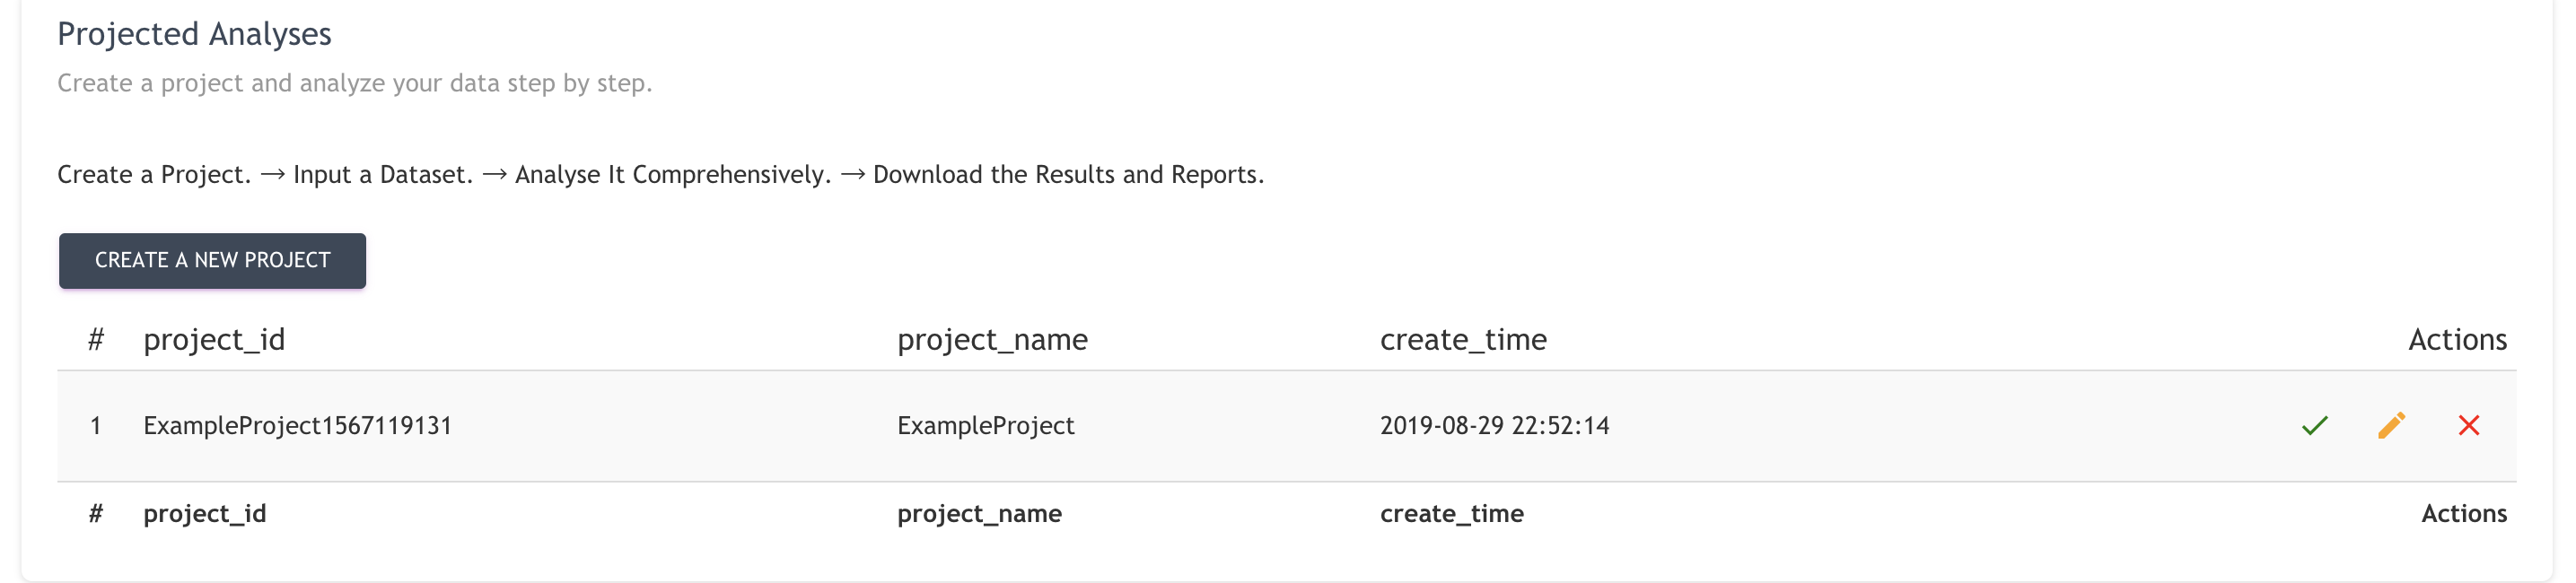 Projected Analyses
Create a project and analyze your data step by step.
Create a Project. → Input a Dataset. → Analyse It Comprehensively. → Download the Results and Reports.
CREATE A NEW PROJECT
# project_id project_name create_time Actions
1 ExampleProject1567119131 ExampleProject 2019-08-29 22:52:14
# project_id project_name create_time Actions